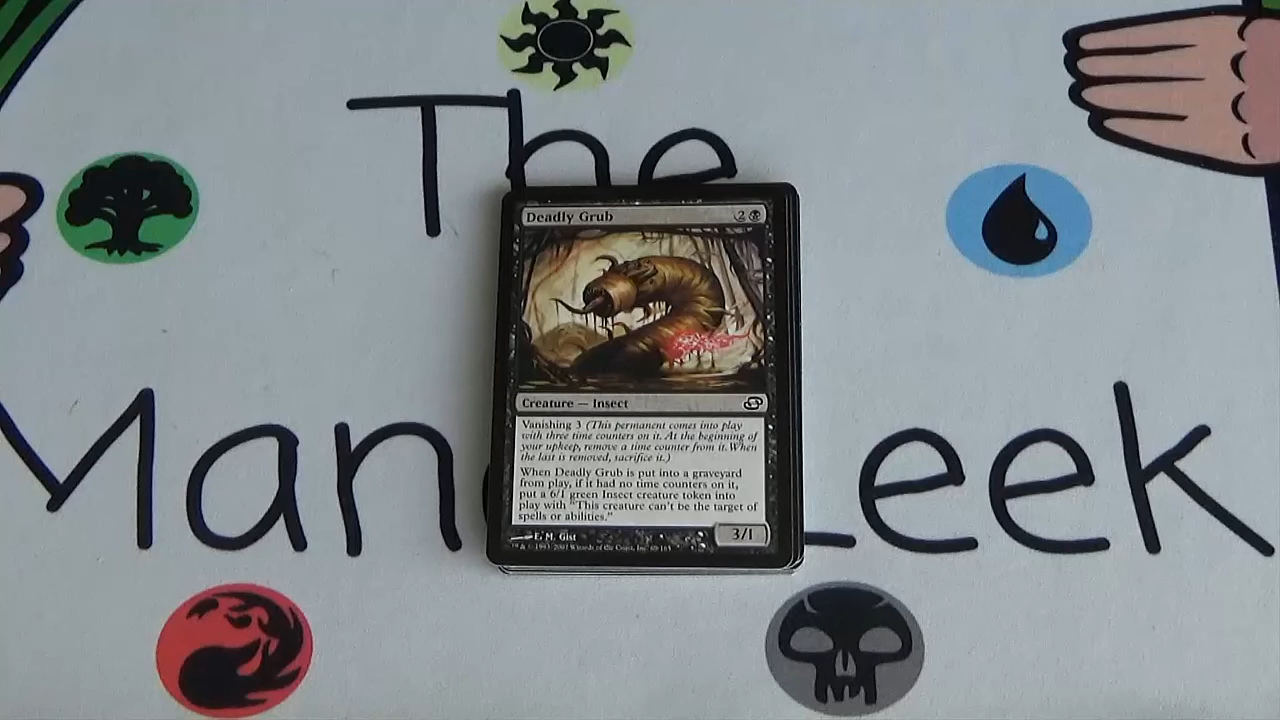 The
Man
eek
Deadly Grub 2
Creature — Insect
Vanishing 3 (This permanent comes into play
with three time counters on it. At the beginning of
your upkeep, remove a time counter from it. When
the last is removed, sacrifice it.)
When Deadly Grub is put into a graveyard
from play, if it had no time counters on it,
put a 6/1 green Insect creature token into
play with "This creature can't be the target of
spells or abilities."
E. M. Gist
3/1